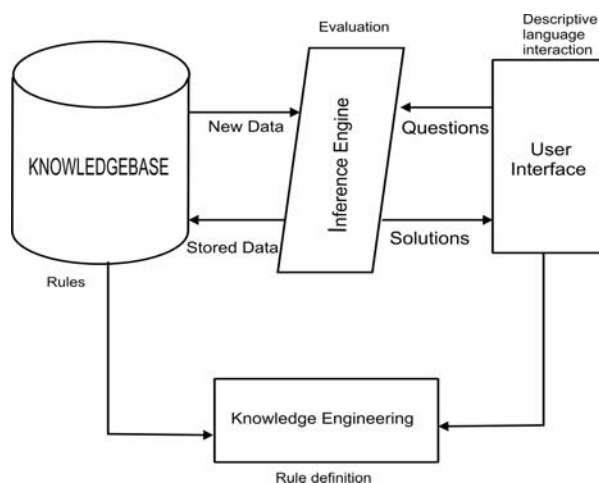 Evaluation
Descriptive
language
interaction
KNOWLEDGEBASE
New Data
Stored Data
Inference Engine
Questions
Solutions
User
Interface
Rules
Knowledge Engineering
Rule definition